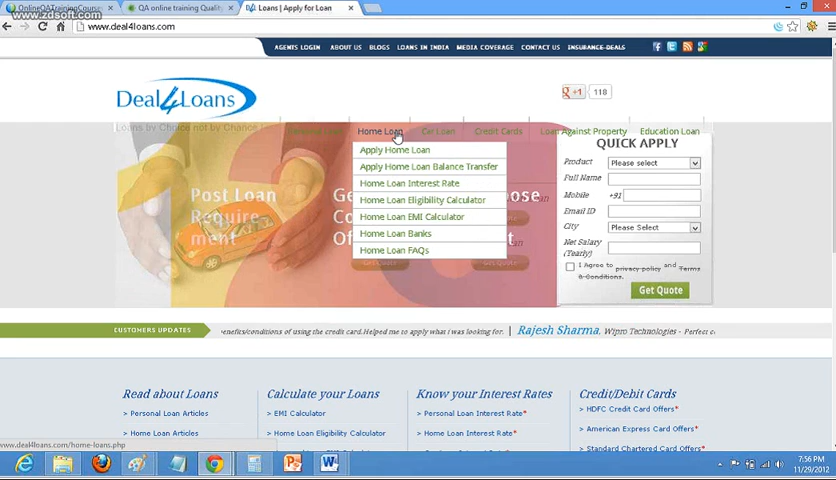 OnlineQATrainingCourse
QA online training Quality
Deal4Loans | Apply for Loan
www.zdsoft.com
www.deal4loans.com
AGENTS LOGIN ABOUT US BLOGS LOANS IN INDIA MEDIA COVERAGE CONTACT US INSURANCE DEALS
Deal4Loans
g +1 118
Loans by Choice not by Chance
Personal Loan Home Loan Car Loan Credit Cards Loan Against Property Education Loan
Apply Home Loan
Apply Home Loan Balance Transfer
Home Loan Interest Rate
Home Loan Eligibility Calculator
Home Loan EMI Calculator
Home Loan Banks
Home Loan FAQs
Post Loan
Require
ment
QUICK APPLY
Product Please select
Full Name
Mobile +91
Email ID
City Please Select
Net Salary
(Yearly)
I Agree to privacy policy and Terms
& Conditions.
Get Quote
CUSTOMERS UPDATES
benefits/conditions of using the credit card.Helped me to apply what i was looking for. | Rajesh Sharma, Wipro Technologies - Perfect c
Read about Loans
> Personal Loan Articles
> Home Loan Articles
Calculate your Loans
> EMI Calculator
> Home Loan Eligibility Calculator
Know your Interest Rates
> Personal Loan Interest Rate*
> Home Loan Interest Rate*
Credit/Debit Cards
> HDFC Credit Card Offers*
> American Express Card Offers*
> Standard Chartered Card Offers*
www.deal4loans.com/home-loans.php
7:56 PM
11/29/2012